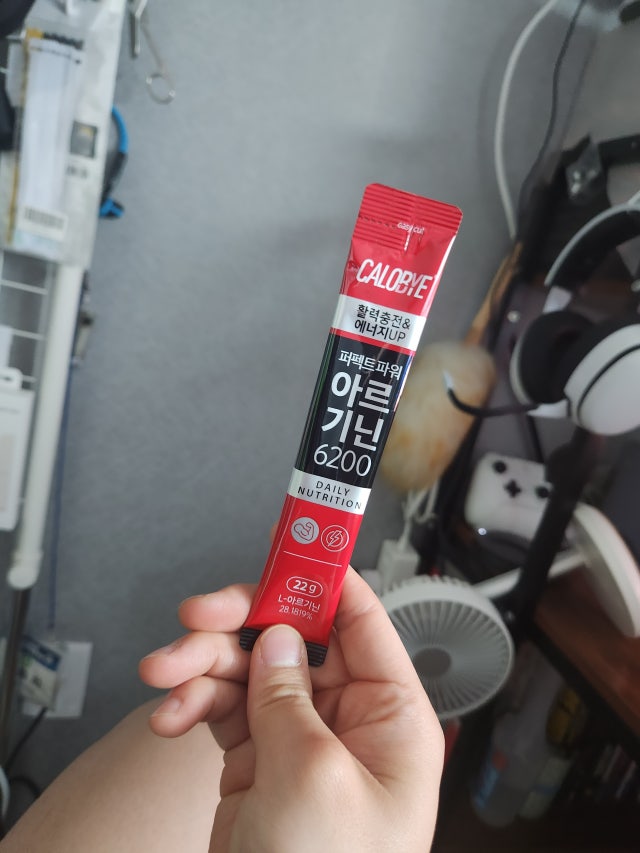 easy cut
CALOBYE
활력충전&
에너지UP
퍼펙트파워
아르
기닌
6200
DAILY
NUTRITION
22g
L-아르기닌
28.1819%